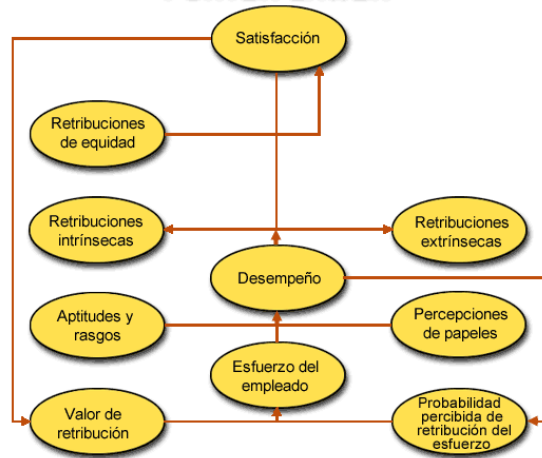 Satisfacción
Retribuciones
de equidad
Retribuciones
intrínsecas
Retribuciones
extrínsecas
Desempeño
Aptitudes y
rasgos
Percepciones
de papeles
Esfuerzo del
empleado
Valor de
retribución
Probabilidad
percibida de
retribución del
esfuerzo